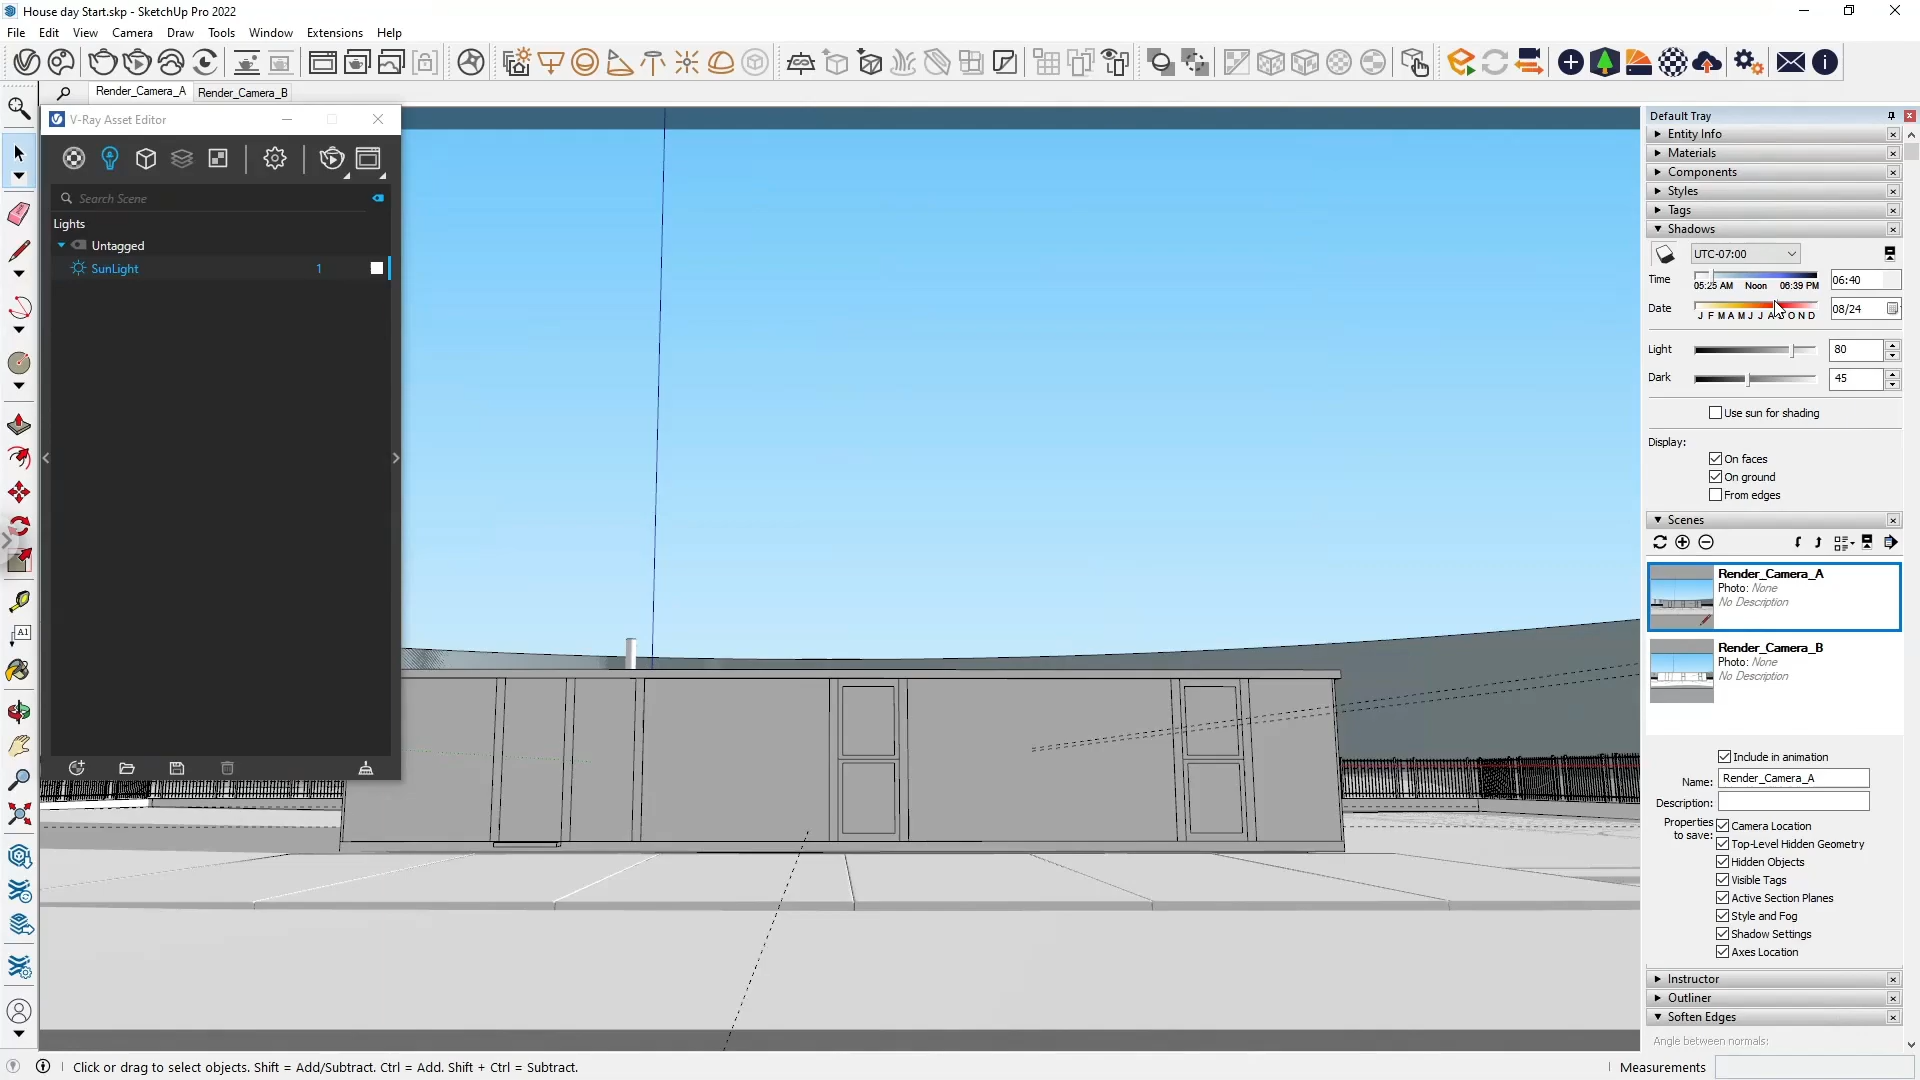 House day Start.skp - SketchUp Pro 2022
File Edit View Camera Draw Tools Window Extensions Help
Render_Camera_A Render_Camera_B
V-Ray Asset Editor
Search Scene
Lights
Untagged
SunLight 1
A1
Default Tray
Entity Info
Materials
Components
Styles
Tags
Shadows
UTC-07:00
Time 05:25 AM Noon 06:39 PM 06:40
Date J F M A M J J A S O N D 08/24
Light 80
Dark 45
Use sun for shading
Display:
On faces
On ground
From edges
Scenes
Render_Camera_A
Photo: None
No Description
Render_Camera_B
Photo: None
No Description
Include in animation
Name: Render_Camera_A
Description:
Properties to save:
Camera Location
Top-Level Hidden Geometry
Hidden Objects
Visible Tags
Active Section Planes
Style and Fog
Shadow Settings
Axes Location
Instructor
Outliner
Soften Edges
Angle between normals:
Click or drag to select objects. Shift = Add/Subtract. Ctrl = Add. Shift + Ctrl = Subtract.
Measurements